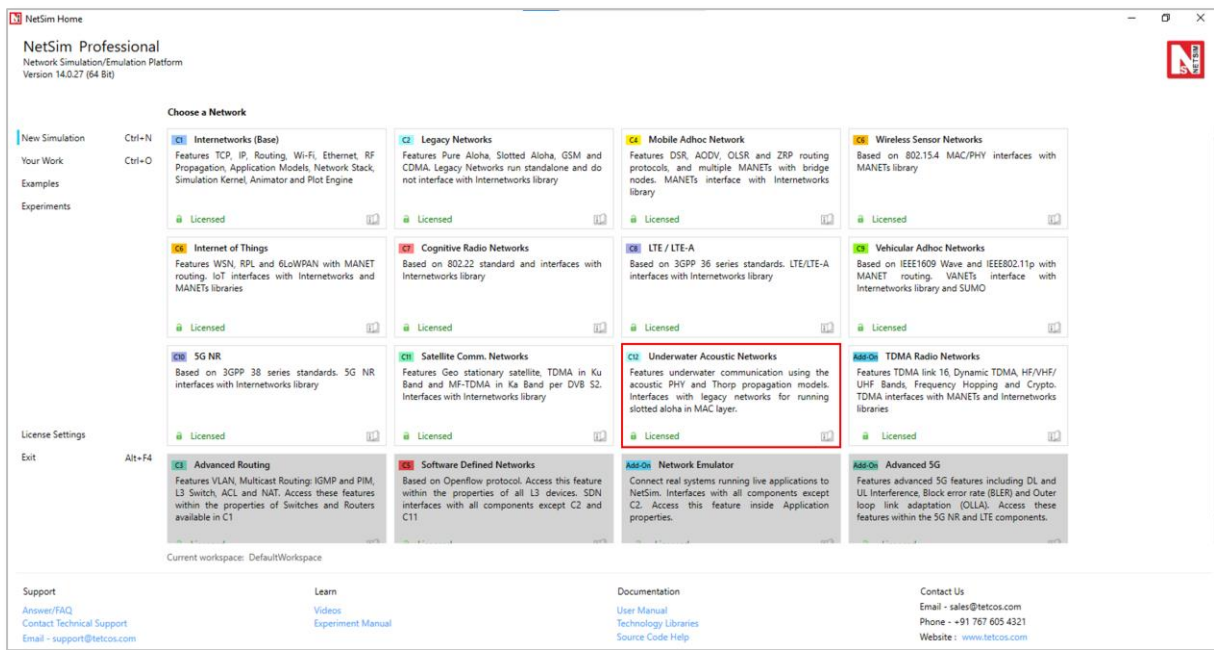 NetSim Home
NetSim Professional
Network Simulation/Emulation Platform
Version 14.0.27 (64 Bit)
NETSIM
Choose a Network
New Simulation Ctrl+N
Your Work Ctrl+O
Examples
Experiments
License Settings
Exit Alt+F4
C1 Internetworks (Base)
Features TCP, IP, Routing, Wi-Fi, Ethernet, RF
Propagation, Application Models, Network Stack,
Simulation Kernel, Animator and Plot Engine
Licensed
C2 Legacy Networks
Features Pure Aloha, Slotted Aloha, GSM and
CDMA. Legacy Networks run standalone and do
not interface with Internetworks library
Licensed
C4 Mobile Adhoc Network
Features DSR, AODV, OLSR and ZRP routing
protocols, and multiple MANETs with bridge
nodes. MANETs interface with Internetworks
library
Licensed
C6 Wireless Sensor Networks
Based on 802.15.4 MAC/PHY interfaces with
MANETs library
Licensed
C6 Internet of Things
Features WSN, RPL and 6LoWPAN with MANET
routing. IoT interfaces with Internetworks and
MANETs libraries
Licensed
C7 Cognitive Radio Networks
Based on 802.22 standard and interfaces with
Internetworks library
Licensed
C8 LTE / LTE-A
Based on 3GPP 36 series standards. LTE/LTE-A
interfaces with Internetworks library
Licensed
C9 Vehicular Adhoc Networks
Based on IEEE1609 Wave and IEEE802.11p with
MANET routing. VANETs interface with
Internetworks library and SUMO
Licensed
C10 5G NR
Based on 3GPP 38 series standards. 5G NR
interfaces with Internetworks library
Licensed
C11 Satellite Comm. Networks
Features Geo stationary satellite, TDMA in Ku
Band and MF-TDMA in Ka Band per DVB S2.
Interfaces with Internetworks library
Licensed
C12 Underwater Acoustic Networks
Features underwater communication using the
acoustic PHY and Thorp propagation models.
Interfaces with legacy networks for running
slotted aloha in MAC layer.
Licensed
Add-On TDMA Radio Networks
Features TDMA link 16, Dynamic TDMA, HF/VHF/
UHF Bands, Frequency Hopping and Crypto.
TDMA interfaces with MANETs and Internetworks
libraries
Licensed
C3 Advanced Routing
Features VLAN, Multicast Routing: IGMP and PIM,
L3 Switch, ACL and NAT. Access these features
within the properties of Switches and Routers
available in C1
C5 Software Defined Networks
Based on Openflow protocol. Access this feature
within the properties of all L3 devices. SDN
interfaces with all components except C2 and
C11
Add-On Network Emulator
Connect real systems running live applications to
NetSim. Interfaces with all components except
C2. Access this feature inside Application
properties.
Add-On Advanced 5G
Features advanced 5G features including DL and
UL Interference, Block error rate (BLER) and Outer
loop link adaptation (OLLA). Access these
features within the 5G NR and LTE components.
Current workspace: DefaultWorkspace
Support
Answer/FAQ
Contact Technical Support
Email - support@tetcos.com
Learn
Videos
Experiment Manual
Documentation
User Manual
Technology Libraries
Source Code Help
Contact Us
Email - sales@tetcos.com
Phone - +91 767 605 4321
Website : www.tetcos.com